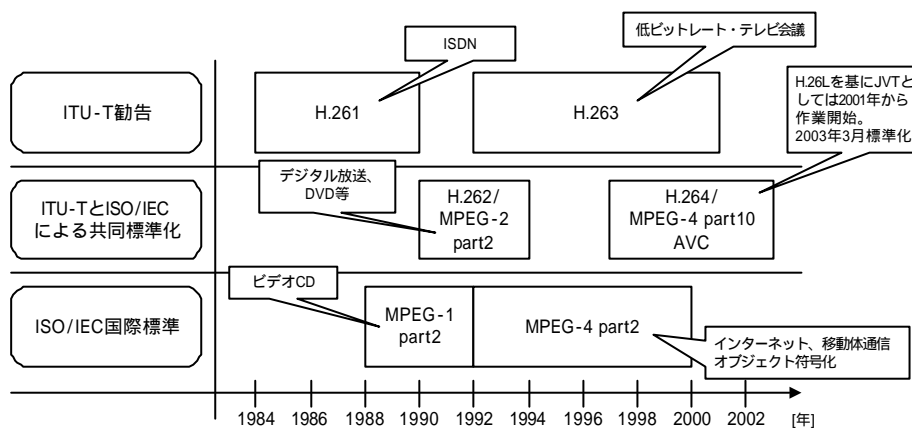 ISDN
低ビットレート・テレビ会議
ITU-T勧告
H.261
H.263
H.26Lを基にJVTと
しては2001年から
作業開始。
2003年3月標準化
ITU-TとISO/IEC
による共同標準化
デジタル放送、
DVD等
H.262/
MPEG-2
part2
H.264/
MPEG-4 part10
AVC
ISO/IEC国際標準
ビデオCD
MPEG-1
part2
MPEG-4 part2
インターネット、移動体通信
オブジェクト符号化
1984 1986 1988 1990 1992 1994 1996 1998 2000 2002 [年]